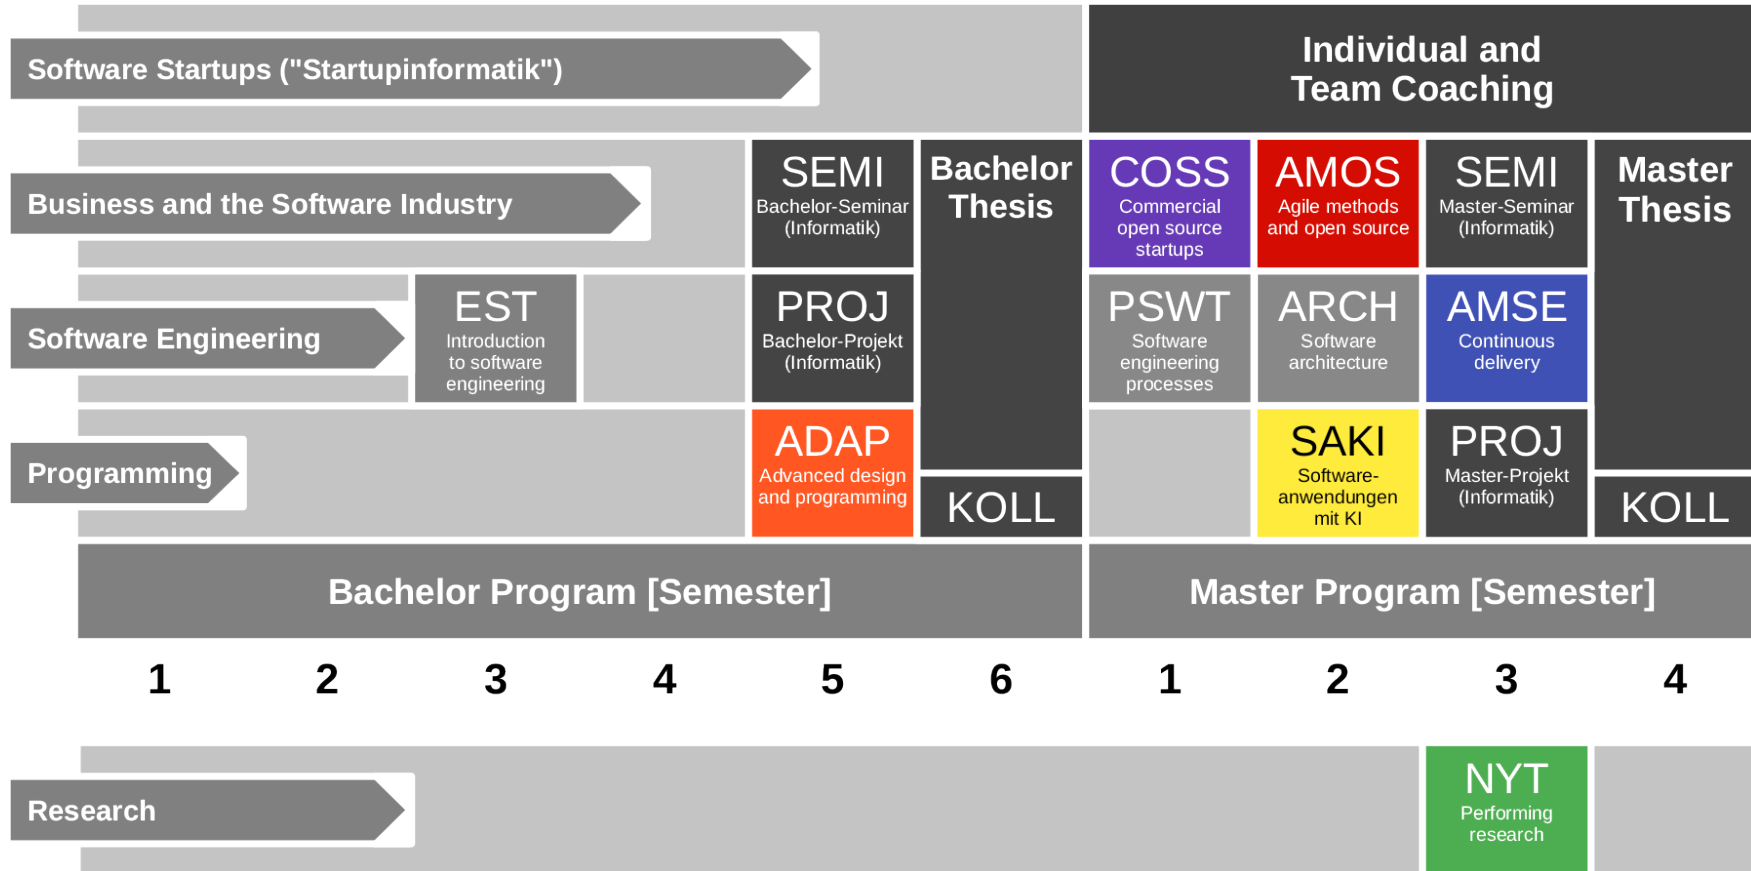 Software Startups ("Startupinformatik")
Individual and
Team Coaching
Business and the Software Industry
SEMI
Bachelor-Seminar
(Informatik)
Bachelor
Thesis
COSS
Commercial
open source
startups
AMOS
Agile methods
and open source
SEMI
Master-Seminar
(Informatik)
Master
Thesis
Software Engineering
EST
Introduction
to software
engineering
PROJ
Bachelor-Projekt
(Informatik)
PSWT
Software
engineering
processes
ARCH
Software
architecture
AMSE
Continuous
delivery
Programming
ADAP
Advanced design
and programming
KOLL
SAKI
Software-
anwendungen
mit KI
PROJ
Master-Projekt
(Informatik)
KOLL
Bachelor Program [Semester]
Master Program [Semester]
1 2 3 4 5 6 1 2 3 4
Research
NYT
Performing
research